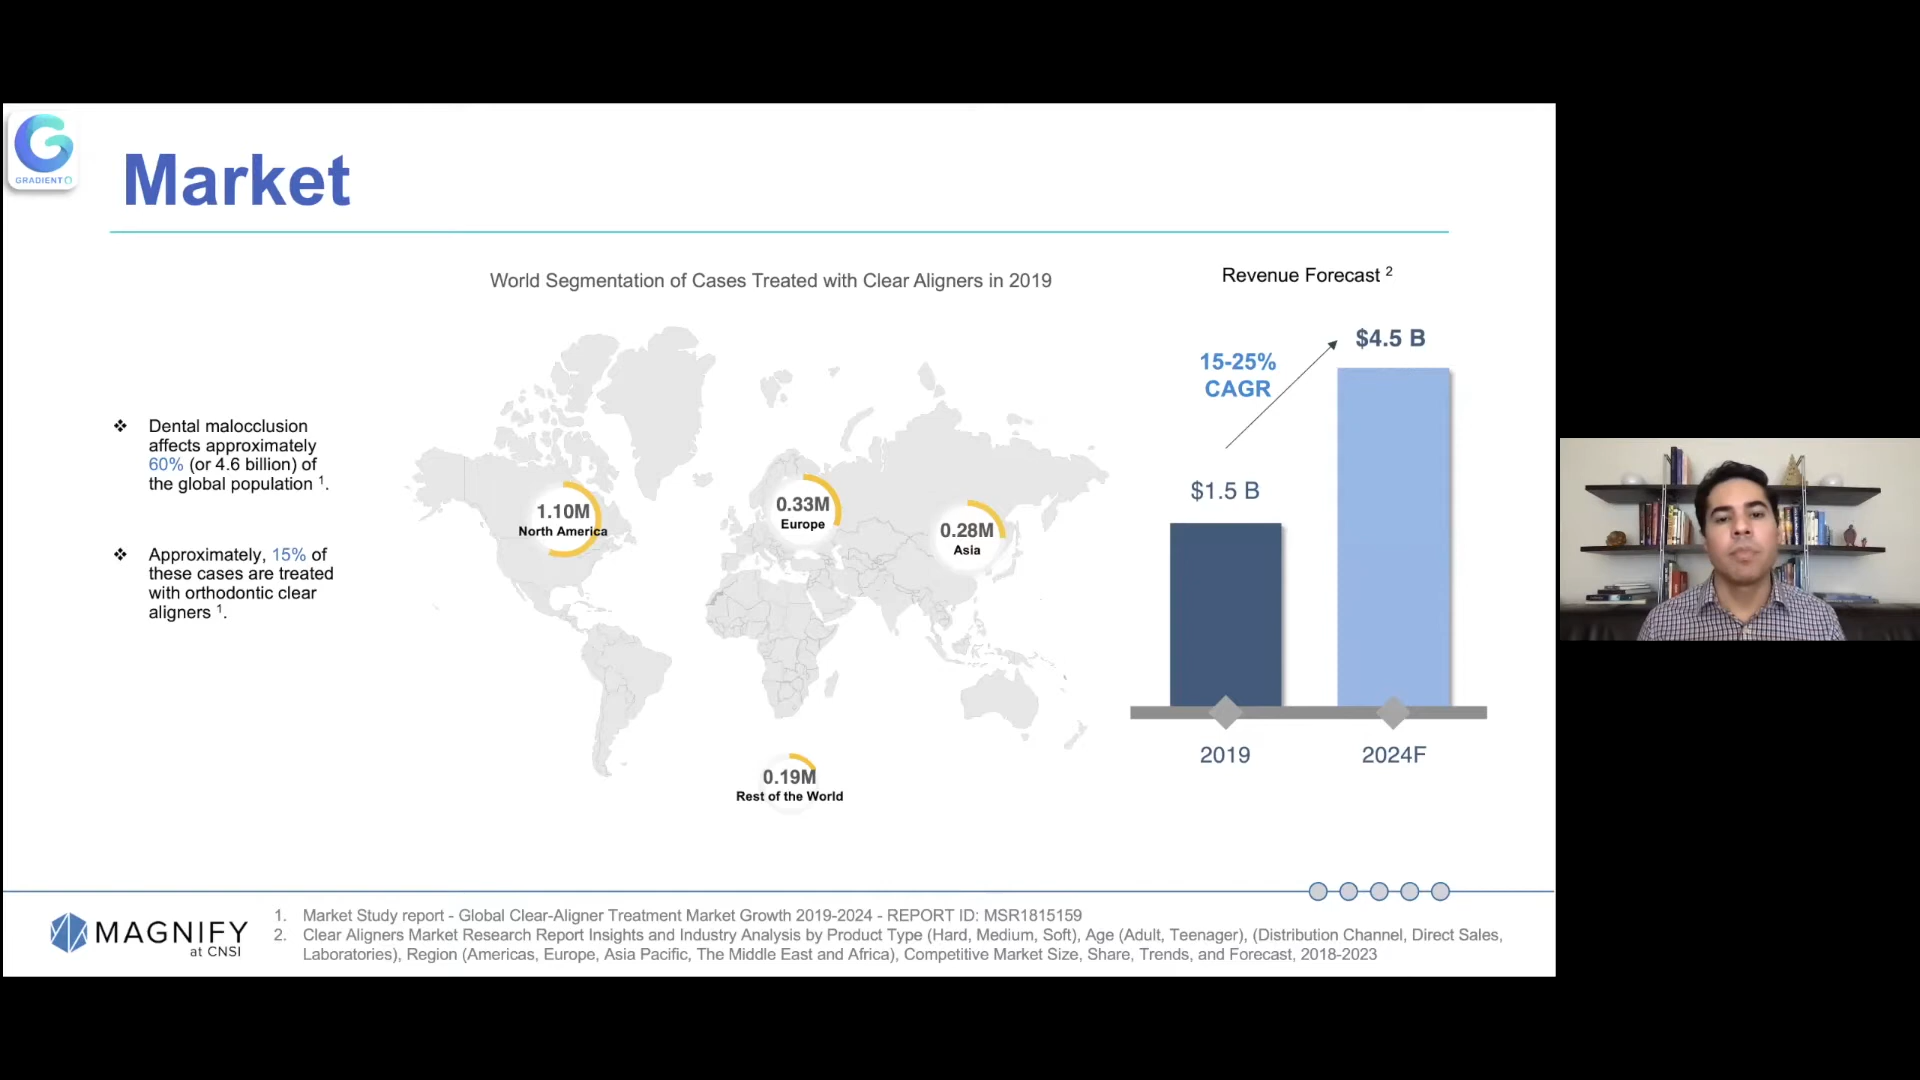 GRADIENT
Market
World Segmentation of Cases Treated with Clear Aligners in 2019
Revenue Forecast 2
❖ Dental malocclusion
affects approximately
60% (or 4.6 billion) of
the global population 1.
❖ Approximately, 15% of
these cases are treated
with orthodontic clear
aligners 1.
1.10M
North America
0.33M
Europe
0.28M
Asia
0.19M
Rest of the World
15-25%
CAGR
$4.5 B
$1.5 B
2019
2024F
MAGNIFY
at CNSI
1. Market Study report - Global Clear-Aligner Treatment Market Growth 2019-2024 - REPORT ID: MSR1815159
2. Clear Aligners Market Research Report Insights and Industry Analysis by Product Type (Hard, Medium, Soft), Age (Adult, Teenager), (Distribution Channel, Direct Sales,
Laboratories), Region (Americas, Europe, Asia Pacific, The Middle East and Africa), Competitive Market Size, Share, Trends, and Forecast, 2018-2023